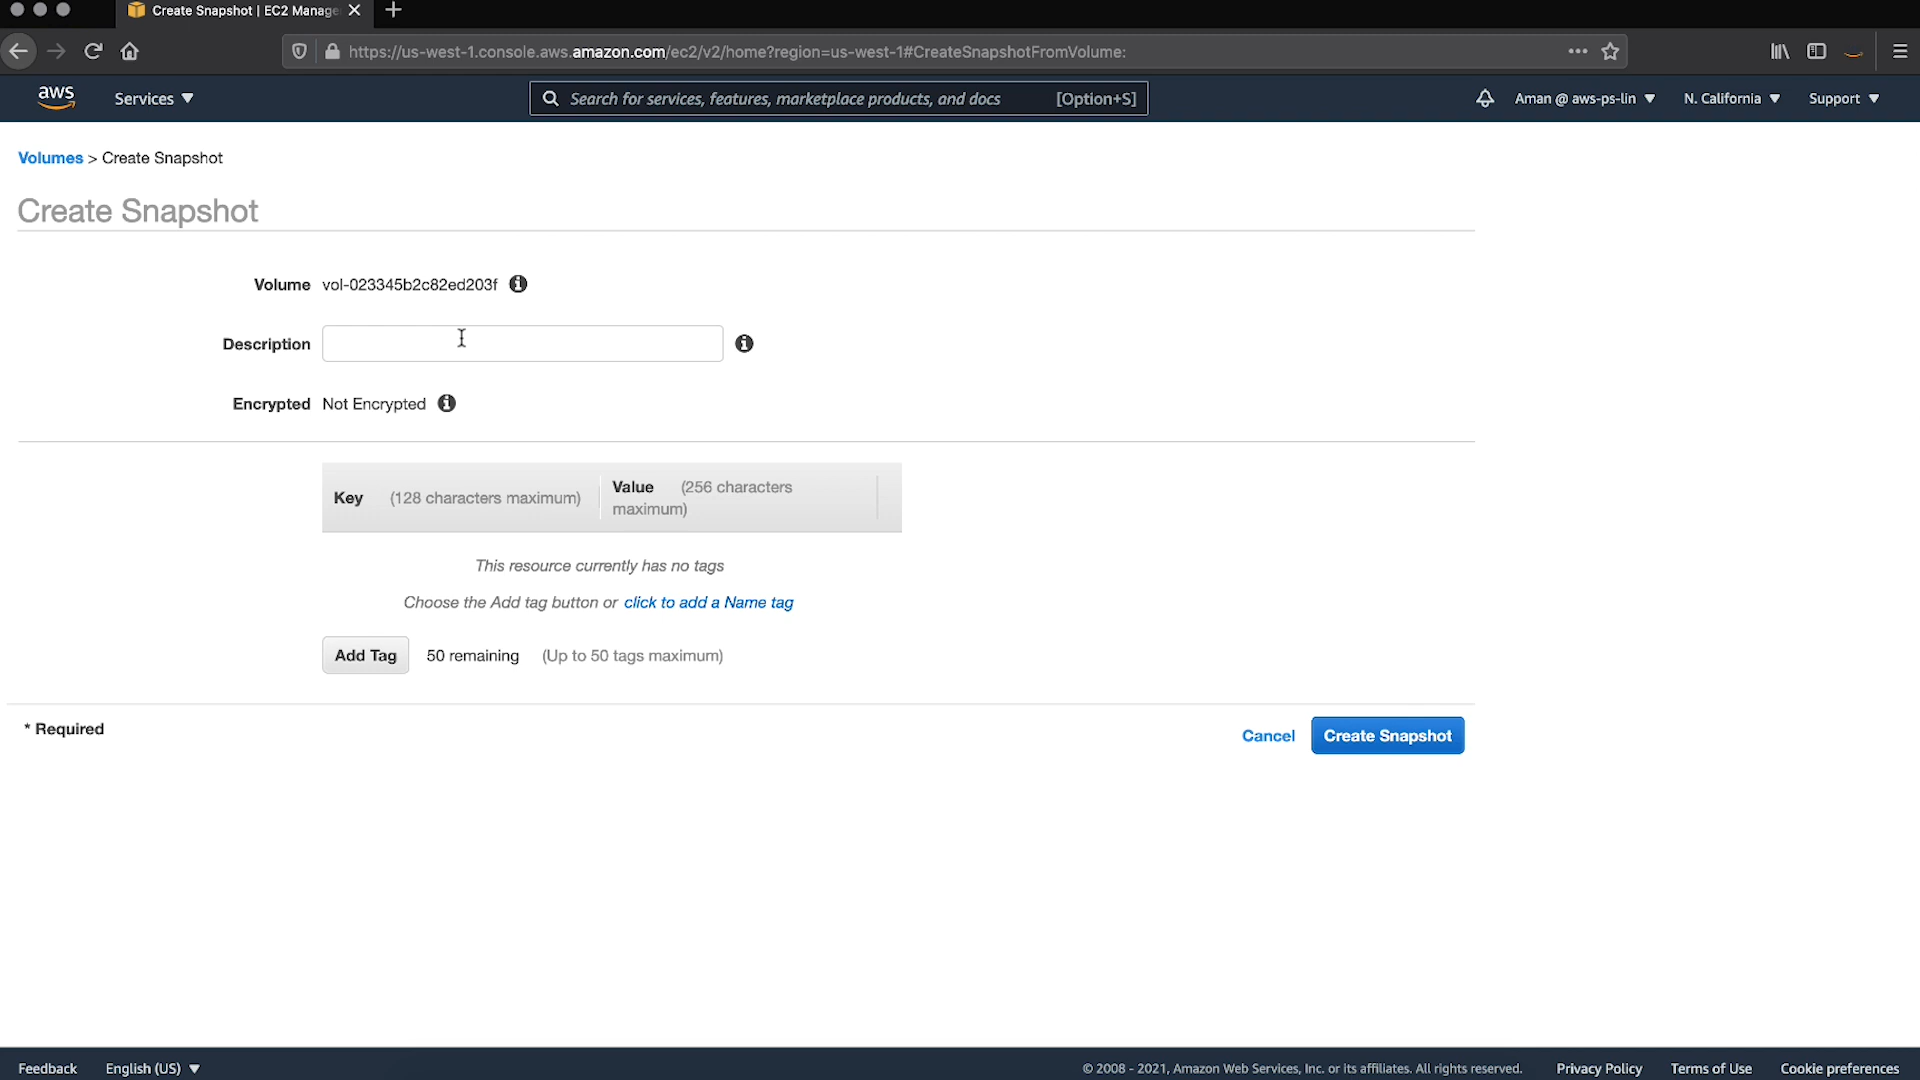 Create Snapshot | EC2 Manage
https://us-west-1.console.aws.amazon.com/ec2/v2/home?region=us-west-1#CreateSnapshotFromVolume:
aws
Services
Search for services, features, marketplace products, and docs [Option+S]
Aman @ aws-ps-lin
N. California
Support
Volumes > Create Snapshot
Create Snapshot
Volume vol-023345b2c82ed203f
Description
Encrypted Not Encrypted
Key (128 characters maximum)
Value (256 characters
maximum)
This resource currently has no tags
Choose the Add tag button or click to add a Name tag
Add Tag 50 remaining (Up to 50 tags maximum)
* Required
Cancel Create Snapshot
Feedback English (US) © 2008 - 2021, Amazon Web Services, Inc. or its affiliates. All rights reserved. Privacy Policy Terms of Use Cookie preferences